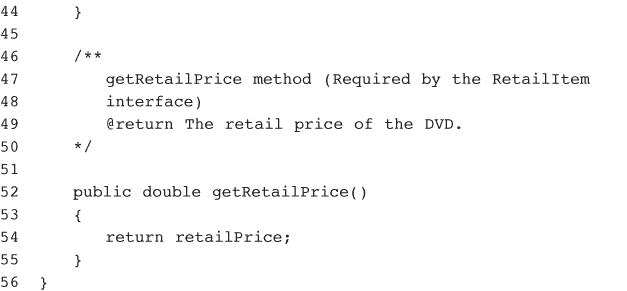 44     }
45
46     /**
47        getRetailPrice method (Required by the RetailItem
48        interface)
49        @return The retail price of the DVD.
50     */
51
52     public double getRetailPrice()
53     {
54        return retailPrice;
55     }
56  }